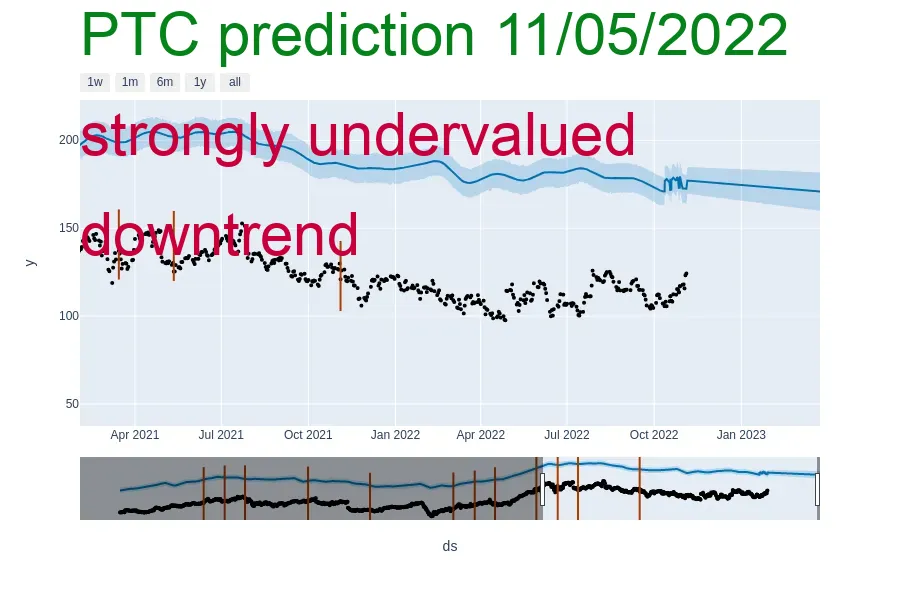 PTC prediction 11/05/2022
1w 1m 6m 1y all
strongly undervalued
downtrend
200
150
100
50
y
Apr 2021 Jul 2021 Oct 2021 Jan 2022 Apr 2022 Jul 2022 Oct 2022 Jan 2023
ds